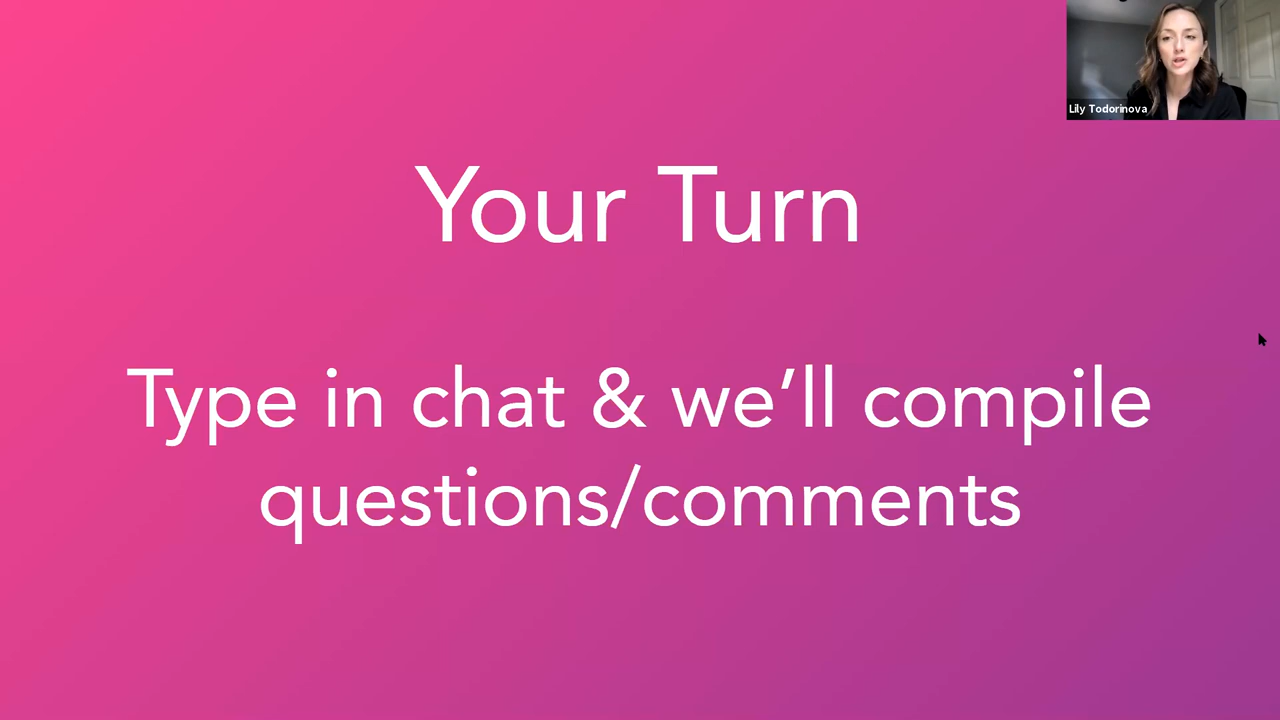 Lily Todorinova
Your Turn
Type in chat & we’ll compile
questions/comments